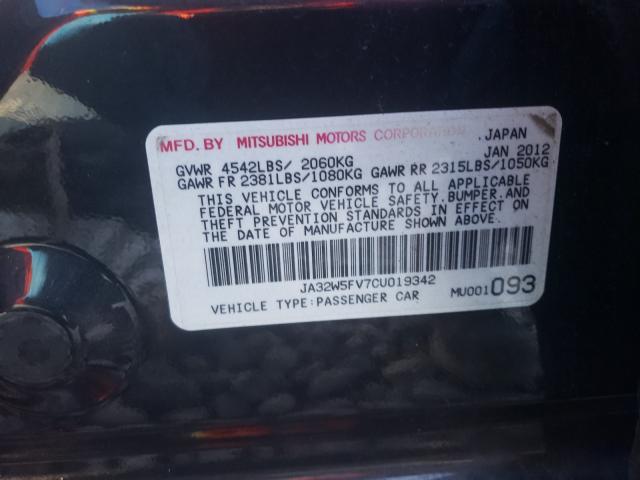 MFD. BY MITSUBISHI MOTORS CORPORATION, JAPAN
JAN 2012
GVWR 4542LBS/ 2060KG
GAWR FR 2381LBS/1080KG GAWR RR 2315LBS/1050KG
THIS VEHICLE CONFORMS TO ALL APPLICABLE
FEDERAL MOTOR VEHICLE SAFETY, BUMPER, AND
THEFT PREVENTION STANDARDS IN EFFECT ON
THE DATE OF MANUFACTURE SHOWN ABOVE.
JA32W5FV7CU019342
VEHICLE TYPE:PASSENGER CAR
MU001093